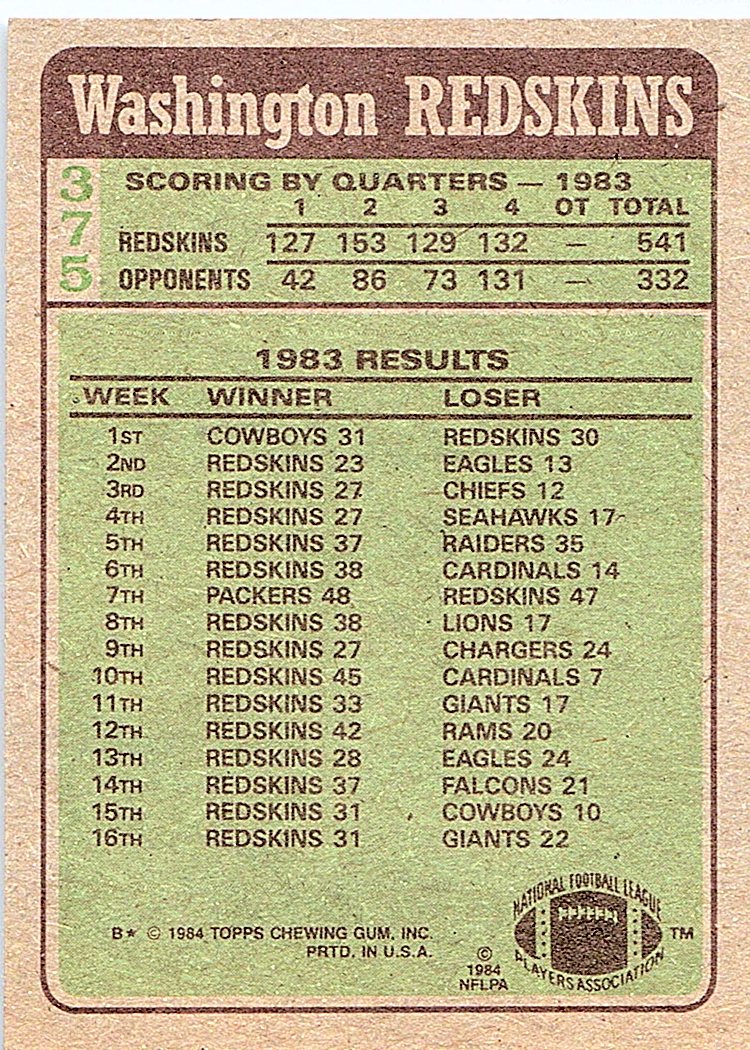 Washington REDSKINS
375
SCORING BY QUARTERS — 1983
1 2 3 4 OT TOTAL
REDSKINS 127 153 129 132 — 541
OPPONENTS 42 86 73 131 — 332
1983 RESULTS
WEEK WINNER LOSER
1ST COWBOYS 31 REDSKINS 30
2ND REDSKINS 23 EAGLES 13
3RD REDSKINS 27 CHIEFS 12
4TH REDSKINS 27 SEAHAWKS 17
5TH REDSKINS 37 RAIDERS 35
6TH REDSKINS 38 CARDINALS 14
7TH PACKERS 48 REDSKINS 47
8TH REDSKINS 38 LIONS 17
9TH REDSKINS 27 CHARGERS 24
10TH REDSKINS 45 CARDINALS 7
11TH REDSKINS 33 GIANTS 17
12TH REDSKINS 42 RAMS 20
13TH REDSKINS 28 EAGLES 24
14TH REDSKINS 37 FALCONS 21
15TH REDSKINS 31 COWBOYS 10
16TH REDSKINS 31 GIANTS 22
B★ © 1984 TOPPS CHEWING GUM, INC.
PRTD. IN U.S.A.
©
1984
NFLPA
NATIONAL FOOTBALL LEAGUE
PLAYERS ASSOCIATION
TM